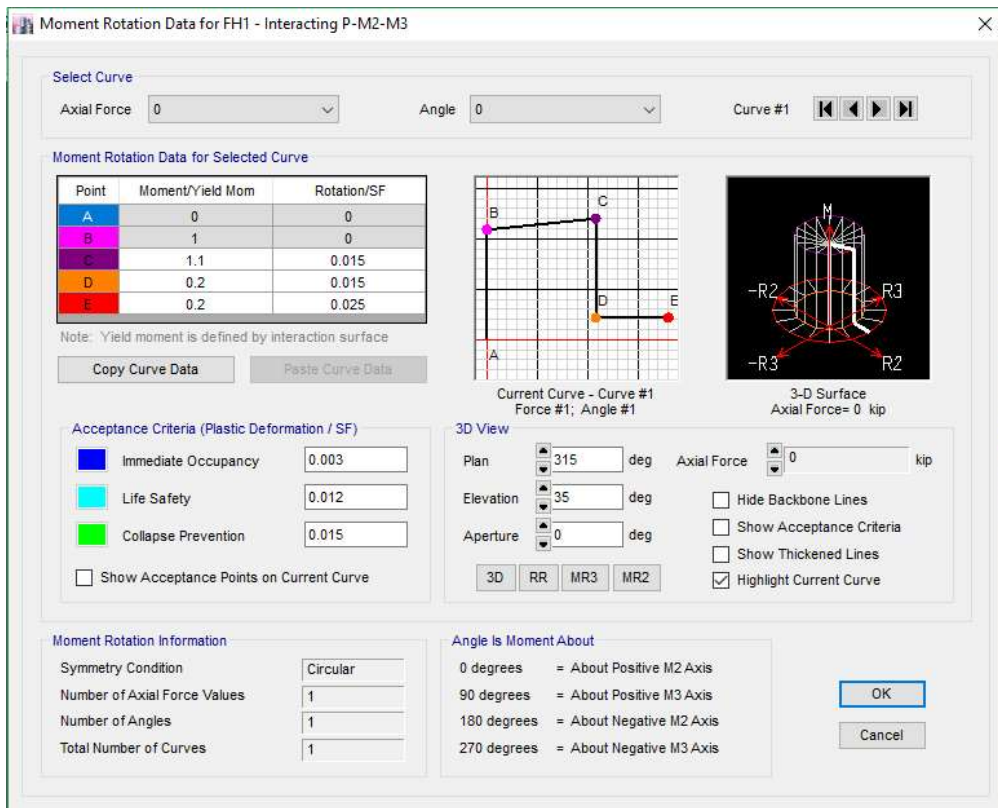 Moment Rotation Data for FH1 - Interacting P-M2-M3
Select Curve
Axial Force 0 Angle 0 Curve #1
Moment Rotation Data for Selected Curve
Point Moment/Yield Mom Rotation/SF
A 0 0
B 1 0
C 1.1 0.015
D 0.2 0.015
E 0.2 0.025
Note: Yield moment is defined by interaction surface
Copy Curve Data Paste Curve Data
B C
D E
A
Current Curve - Curve #1
Force #1; Angle #1
M
-R2 R3
-R3 R2
3-D Surface
Axial Force= 0 kip
Acceptance Criteria (Plastic Deformation / SF)
Immediate Occupancy 0.003
Life Safety 0.012
Collapse Prevention 0.015
Show Acceptance Points on Current Curve
3D View
Plan 315 deg Axial Force 0 kip
Elevation 35 deg Hide Backbone Lines
Show Acceptance Criteria
Aperture 0 deg
Show Thickened Lines
3D RR MR3 MR2 Highlight Current Curve
Moment Rotation Information
Symmetry Condition Circular
Number of Axial Force Values 1
Number of Angles 1
Total Number of Curves 1
Angle Is Moment About
0 degrees = About Positive M2 Axis
90 degrees = About Positive M3 Axis
180 degrees = About Negative M2 Axis
270 degrees = About Negative M3 Axis
OK
Cancel